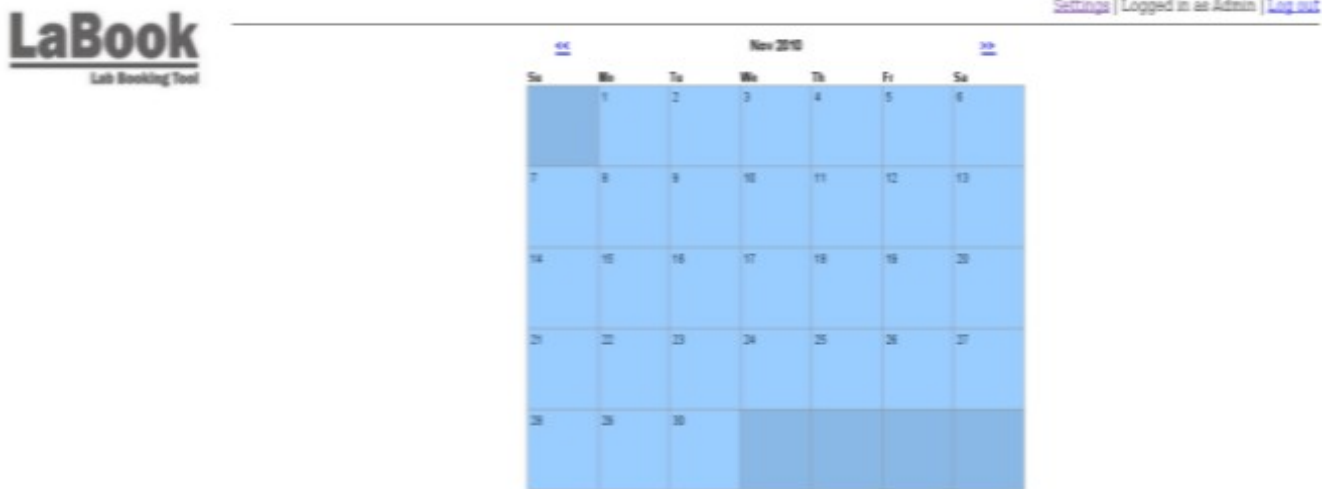 Settings | Logged in as Admin | Log out
LaBook
Lab Booking Tool
<< Nov 2010 >>
Su Mo Tu We Th Fr Sa
1 2 3 4 5 6
7 8 9 10 11 12 13
14 15 16 17 18 19 20
21 22 23 24 25 26 27
28 29 30